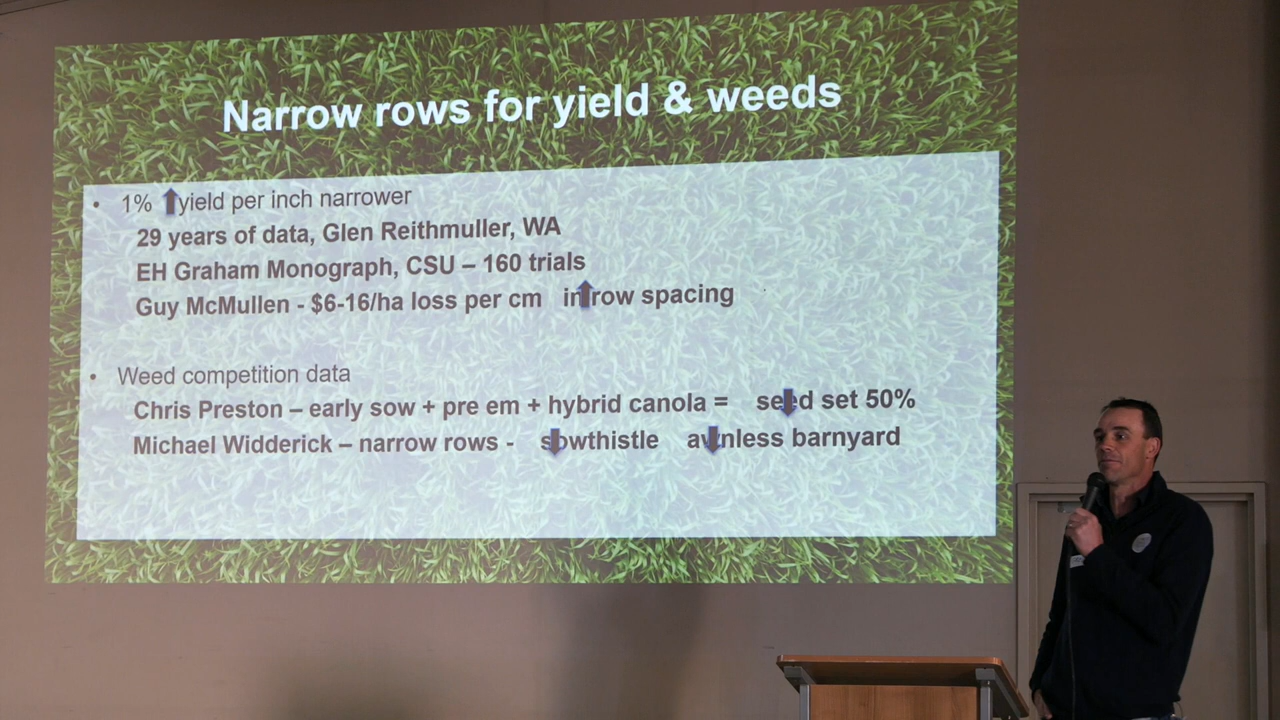 Narrow rows for yield & weeds
• 1% ⬆yield per inch narrower
29 years of data, Glen Reithmuller, WA
EH Graham Monograph, CSU – 160 trials
Guy McMullen - $6-16/ha loss per cm in⬆row spacing
• Weed competition data
Chris Preston – early sow + pre em + hybrid canola = ⬇seed set 50%
Michael Widderick – narrow rows - ⬇sowthistle ⬇awnless barnyard